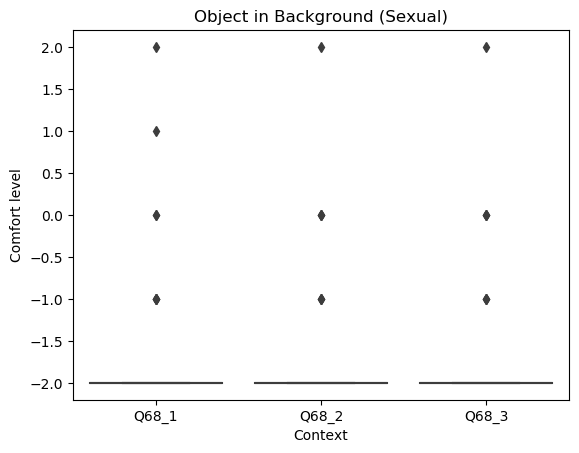 Object in Background (Sexual)
2.0
1.5
1.0
0.5
0.0
−0.5
−1.0
−1.5
−2.0
Comfort level
Q68_1 Q68_2 Q68_3
Context